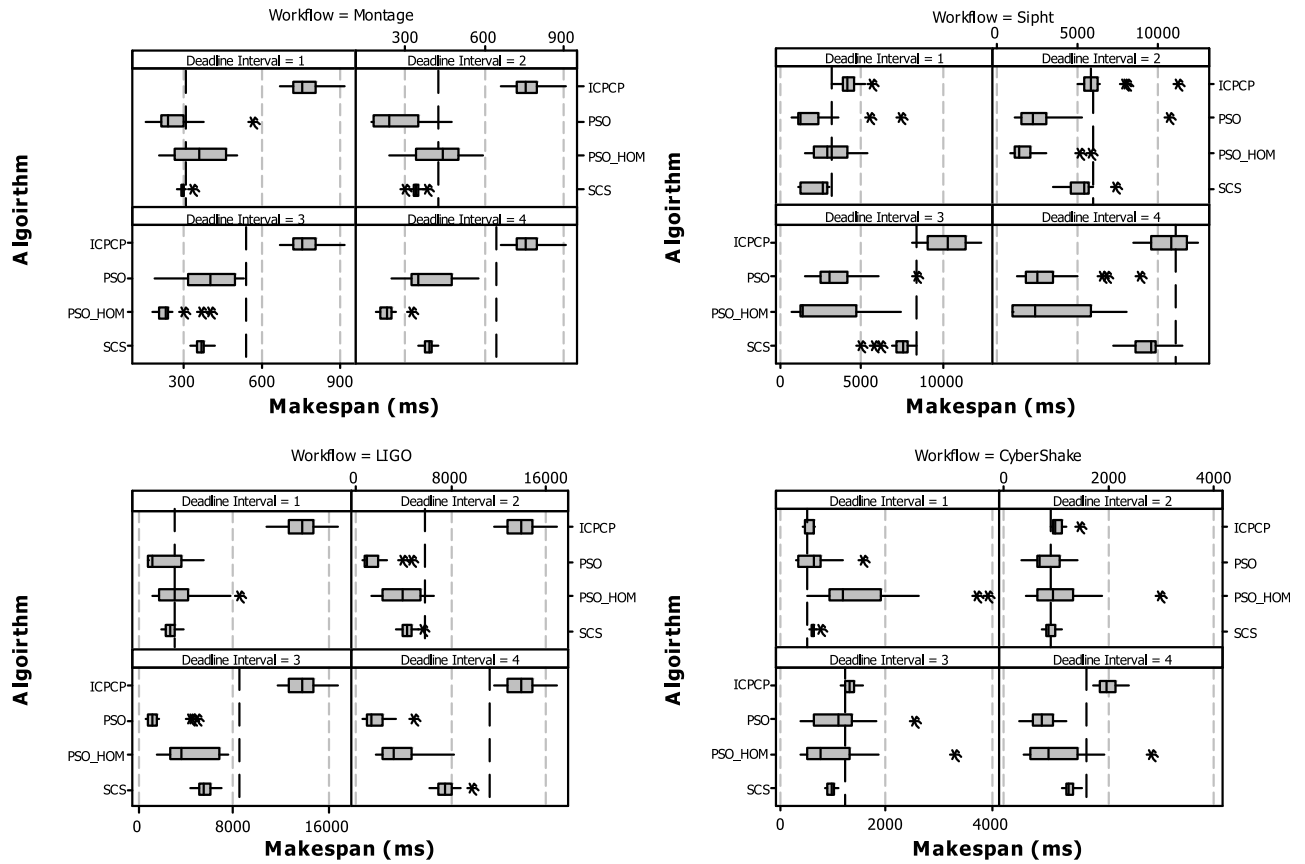 Workflow = Montage
300 600 900
Deadline Interval = 1 Deadline Interval = 2
ICPCP
PSO
PSO_HOM
SCS
Deadline Interval = 3 Deadline Interval = 4
ICPCP
PSO
PSO_HOM
SCS
300 600 900
Makespan (ms)
Algoirthm
Workflow = Sipht
0 5000 10000
Deadline Interval = 1 Deadline Interval = 2
ICPCP
PSO
PSO_HOM
SCS
Deadline Interval = 3 Deadline Interval = 4
ICPCP
PSO
PSO_HOM
SCS
0 5000 10000
Makespan (ms)
Algoirthm
Workflow = LIGO
0 8000 16000
Deadline Interval = 1 Deadline Interval = 2
ICPCP
PSO
PSO_HOM
SCS
Deadline Interval = 3 Deadline Interval = 4
ICPCP
PSO
PSO_HOM
SCS
0 8000 16000
Makespan (ms)
Algoirthm
Workflow = CyberShake
0 2000 4000
Deadline Interval = 1 Deadline Interval = 2
ICPCP
PSO
PSO_HOM
SCS
Deadline Interval = 3 Deadline Interval = 4
ICPCP
PSO
PSO_HOM
SCS
0 2000 4000
Makespan (ms)
Algoirthm